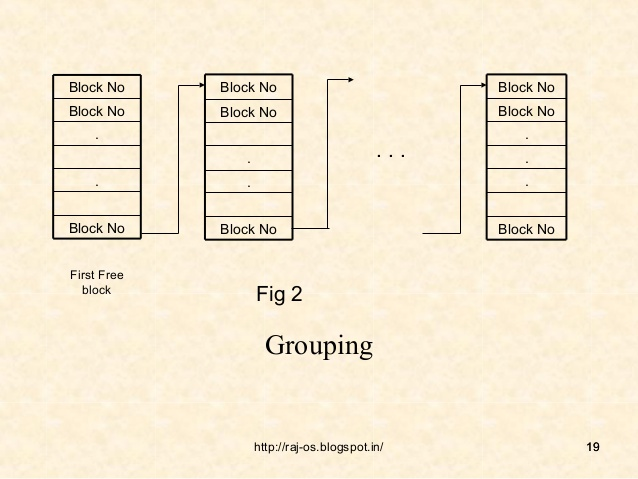 Block No
Block No
.
.
Block No
First Free
block
Block No
Block No
.
.
Block No
. . .
Block No
Block No
.
.
.
Block No
Fig 2
Grouping
http://raj-os.blogspot.in/
19